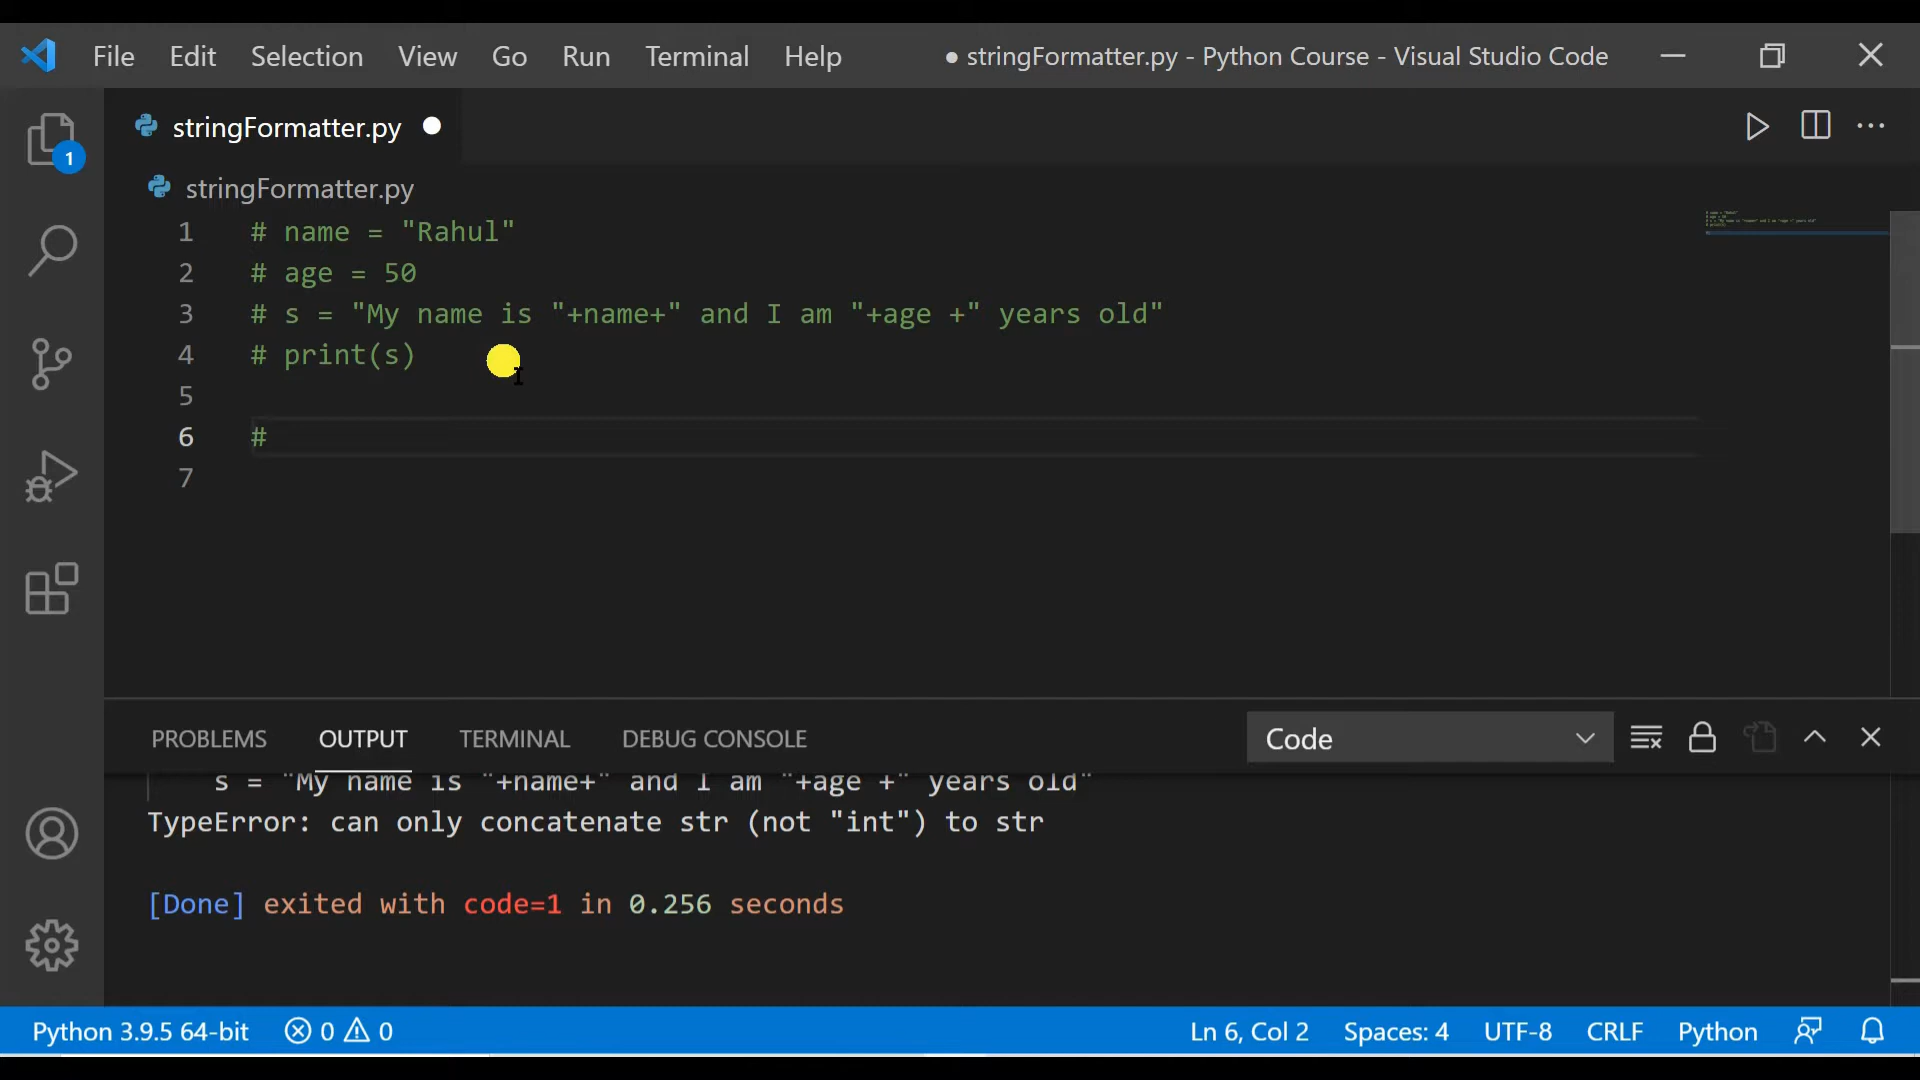 File Edit Selection View Go Run Terminal Help ● stringFormatter.py - Python Course - Visual Studio Code
stringFormatter.py
1
stringFormatter.py
1 # name = "Rahul"
2 # age = 50
3 # s = "My name is "+name+" and I am "+age +" years old"
4 # print(s)
5
6 #
7
PROBLEMS OUTPUT TERMINAL DEBUG CONSOLE Code
s = "My name is "+name+" and I am "+age +" years old"
TypeError: can only concatenate str (not "int") to str
[Done] exited with code=1 in 0.256 seconds
Python 3.9.5 64-bit 0 0 Ln 6, Col 2 Spaces: 4 UTF-8 CRLF Python